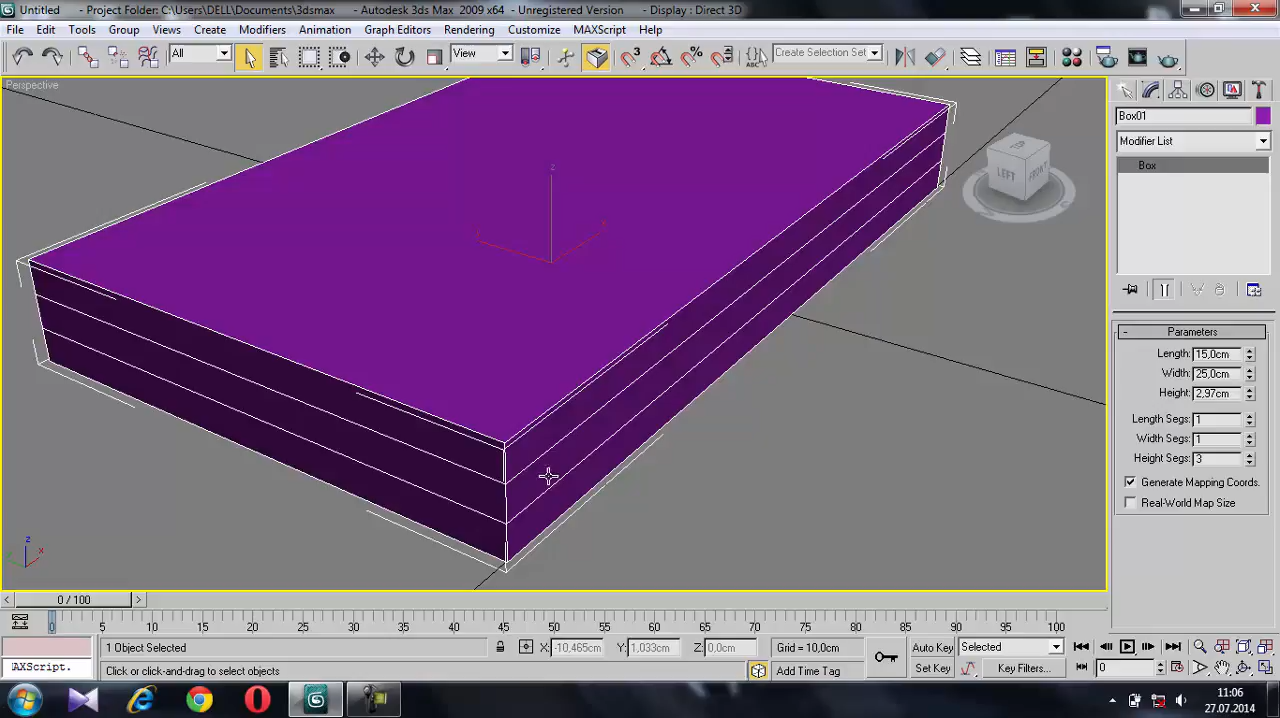 Untitled - Project Folder: C:\Users\DELL\Documents\3dsmax - Autodesk 3ds Max 2009 x64 - Unregistered Version - Display : Direct 3D
File Edit Tools Group Views Create Modifiers Animation Graph Editors Rendering Customize MAXScript Help
All View 3 % ABC Create Selection Set
Perspective
z
TOP
LEFT FRONT
Box01
Modifier List
Box
- Parameters
Length: 15,0cm
Width: 25,0cm
Height: 2,97cm
Length Segs: 1
Width Segs: 1
Height Segs: 3
Generate Mapping Coords.
Real-World Map Size
z
x
< 0 / 100 >
0 5 10 15 20 25 30 35 40 45 50 55 60 65 70 75 80 85 90 95 100
1 Object Selected X: -10,465cm Y: 1,033cm Z: 0,0cm Grid = 10,0cm Auto Key Selected
AXScript. Click or click-and-drag to select objects Add Time Tag Set Key Key Filters... 0
11:06
27.07.2014